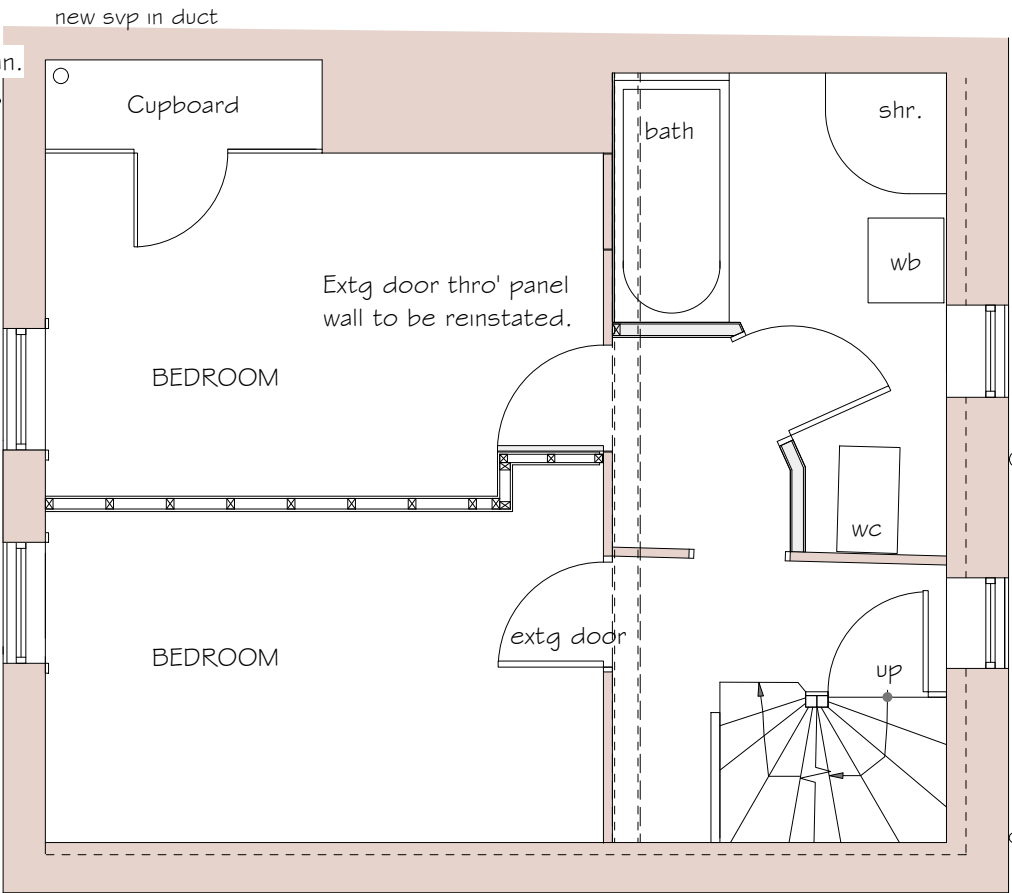 new svp in duct
Cupboard
bath
shr.
wb
Extg door thro' panel
wall to be reinstated.
BEDROOM
wc
extg door
BEDROOM
up